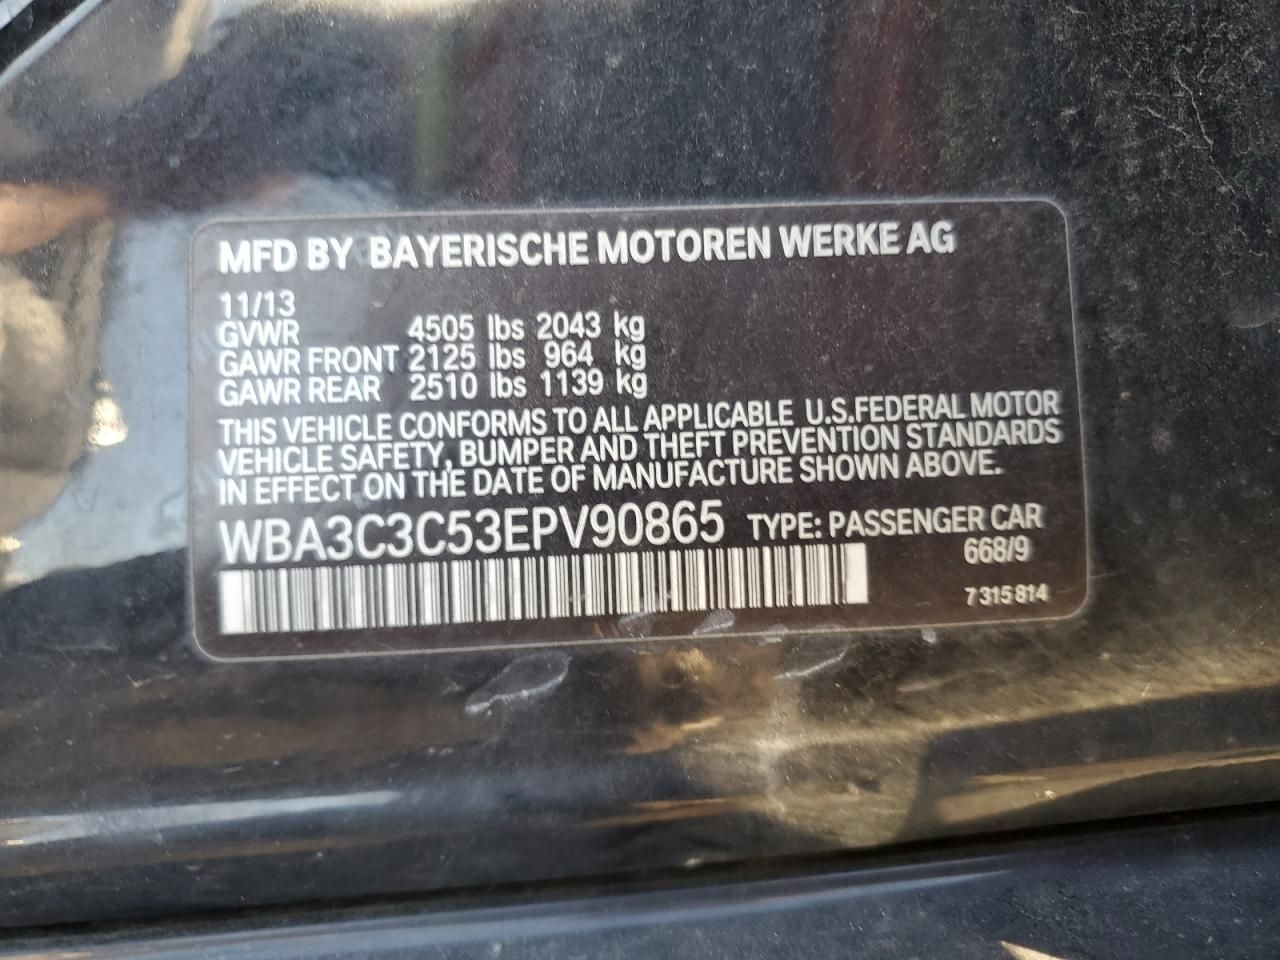 MFD BY BAYERISCHE MOTOREN WERKE AG
11/13
GVWR 4505 lbs 2043 kg
GAWR FRONT 2125 lbs 964 kg
GAWR REAR 2510 lbs 1139 kg
THIS VEHICLE CONFORMS TO ALL APPLICABLE U.S.FEDERAL MOTOR
VEHICLE SAFETY, BUMPER AND THEFT PREVENTION STANDARDS
IN EFFECT ON THE DATE OF MANUFACTURE SHOWN ABOVE.
WBA3C3C53EPV90865 TYPE: PASSENGER CAR
668/9
7 315 814